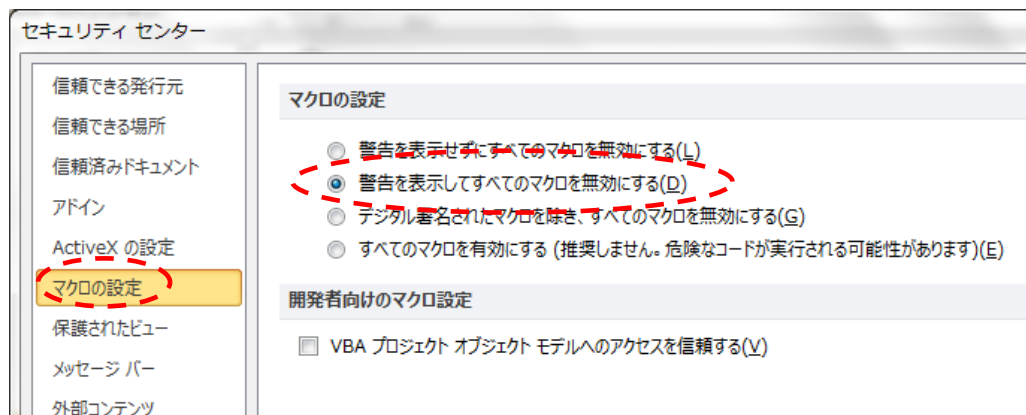 セキュリティ センター
信頼できる発行元
信頼できる場所
信頼済みドキュメント
アドイン
ActiveX の設定
マクロの設定
保護されたビュー
メッセージ バー
外部コンテンツ
マクロの設定
警告を表示せずにすべてのマクロを無効にする(L)
警告を表示してすべてのマクロを無効にする(D)
デジタル署名されたマクロを除き、すべてのマクロを無効にする(G)
すべてのマクロを有効にする (推奨しません。危険なコードが実行される可能性があります)(E)
開発者向けのマクロ設定
VBA プロジェクト オブジェクト モデルへのアクセスを信頼する(V)